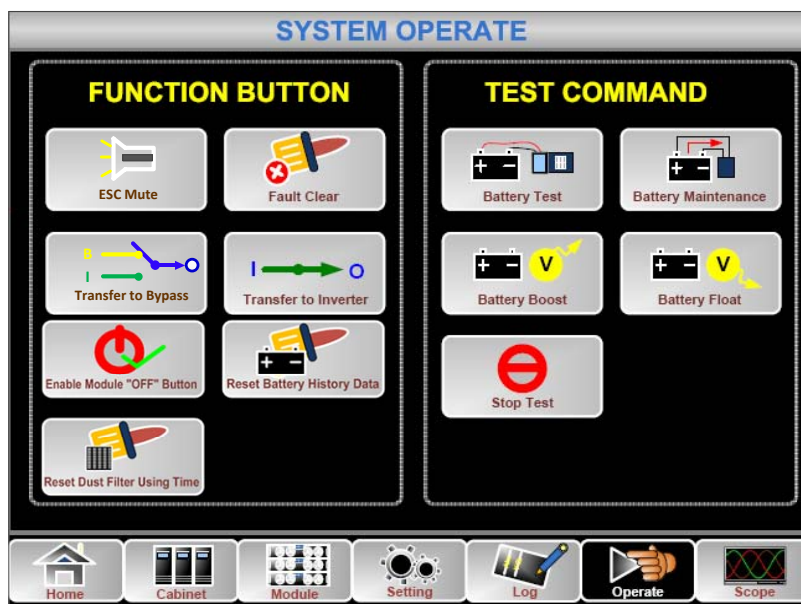 SYSTEM OPERATE
FUNCTION BUTTON
ESC Mute
Fault Clear
B
I
Transfer to Bypass
I O
Transfer to Inverter
Enable Module "OFF" Button
Reset Battery History Data
Reset Dust Filter Using Time
TEST COMMAND
Battery Test
Battery Maintenance
V
Battery Boost
V
Battery Float
Stop Test
Home
Cabinet
Module
Setting
Log
Operate
Scope